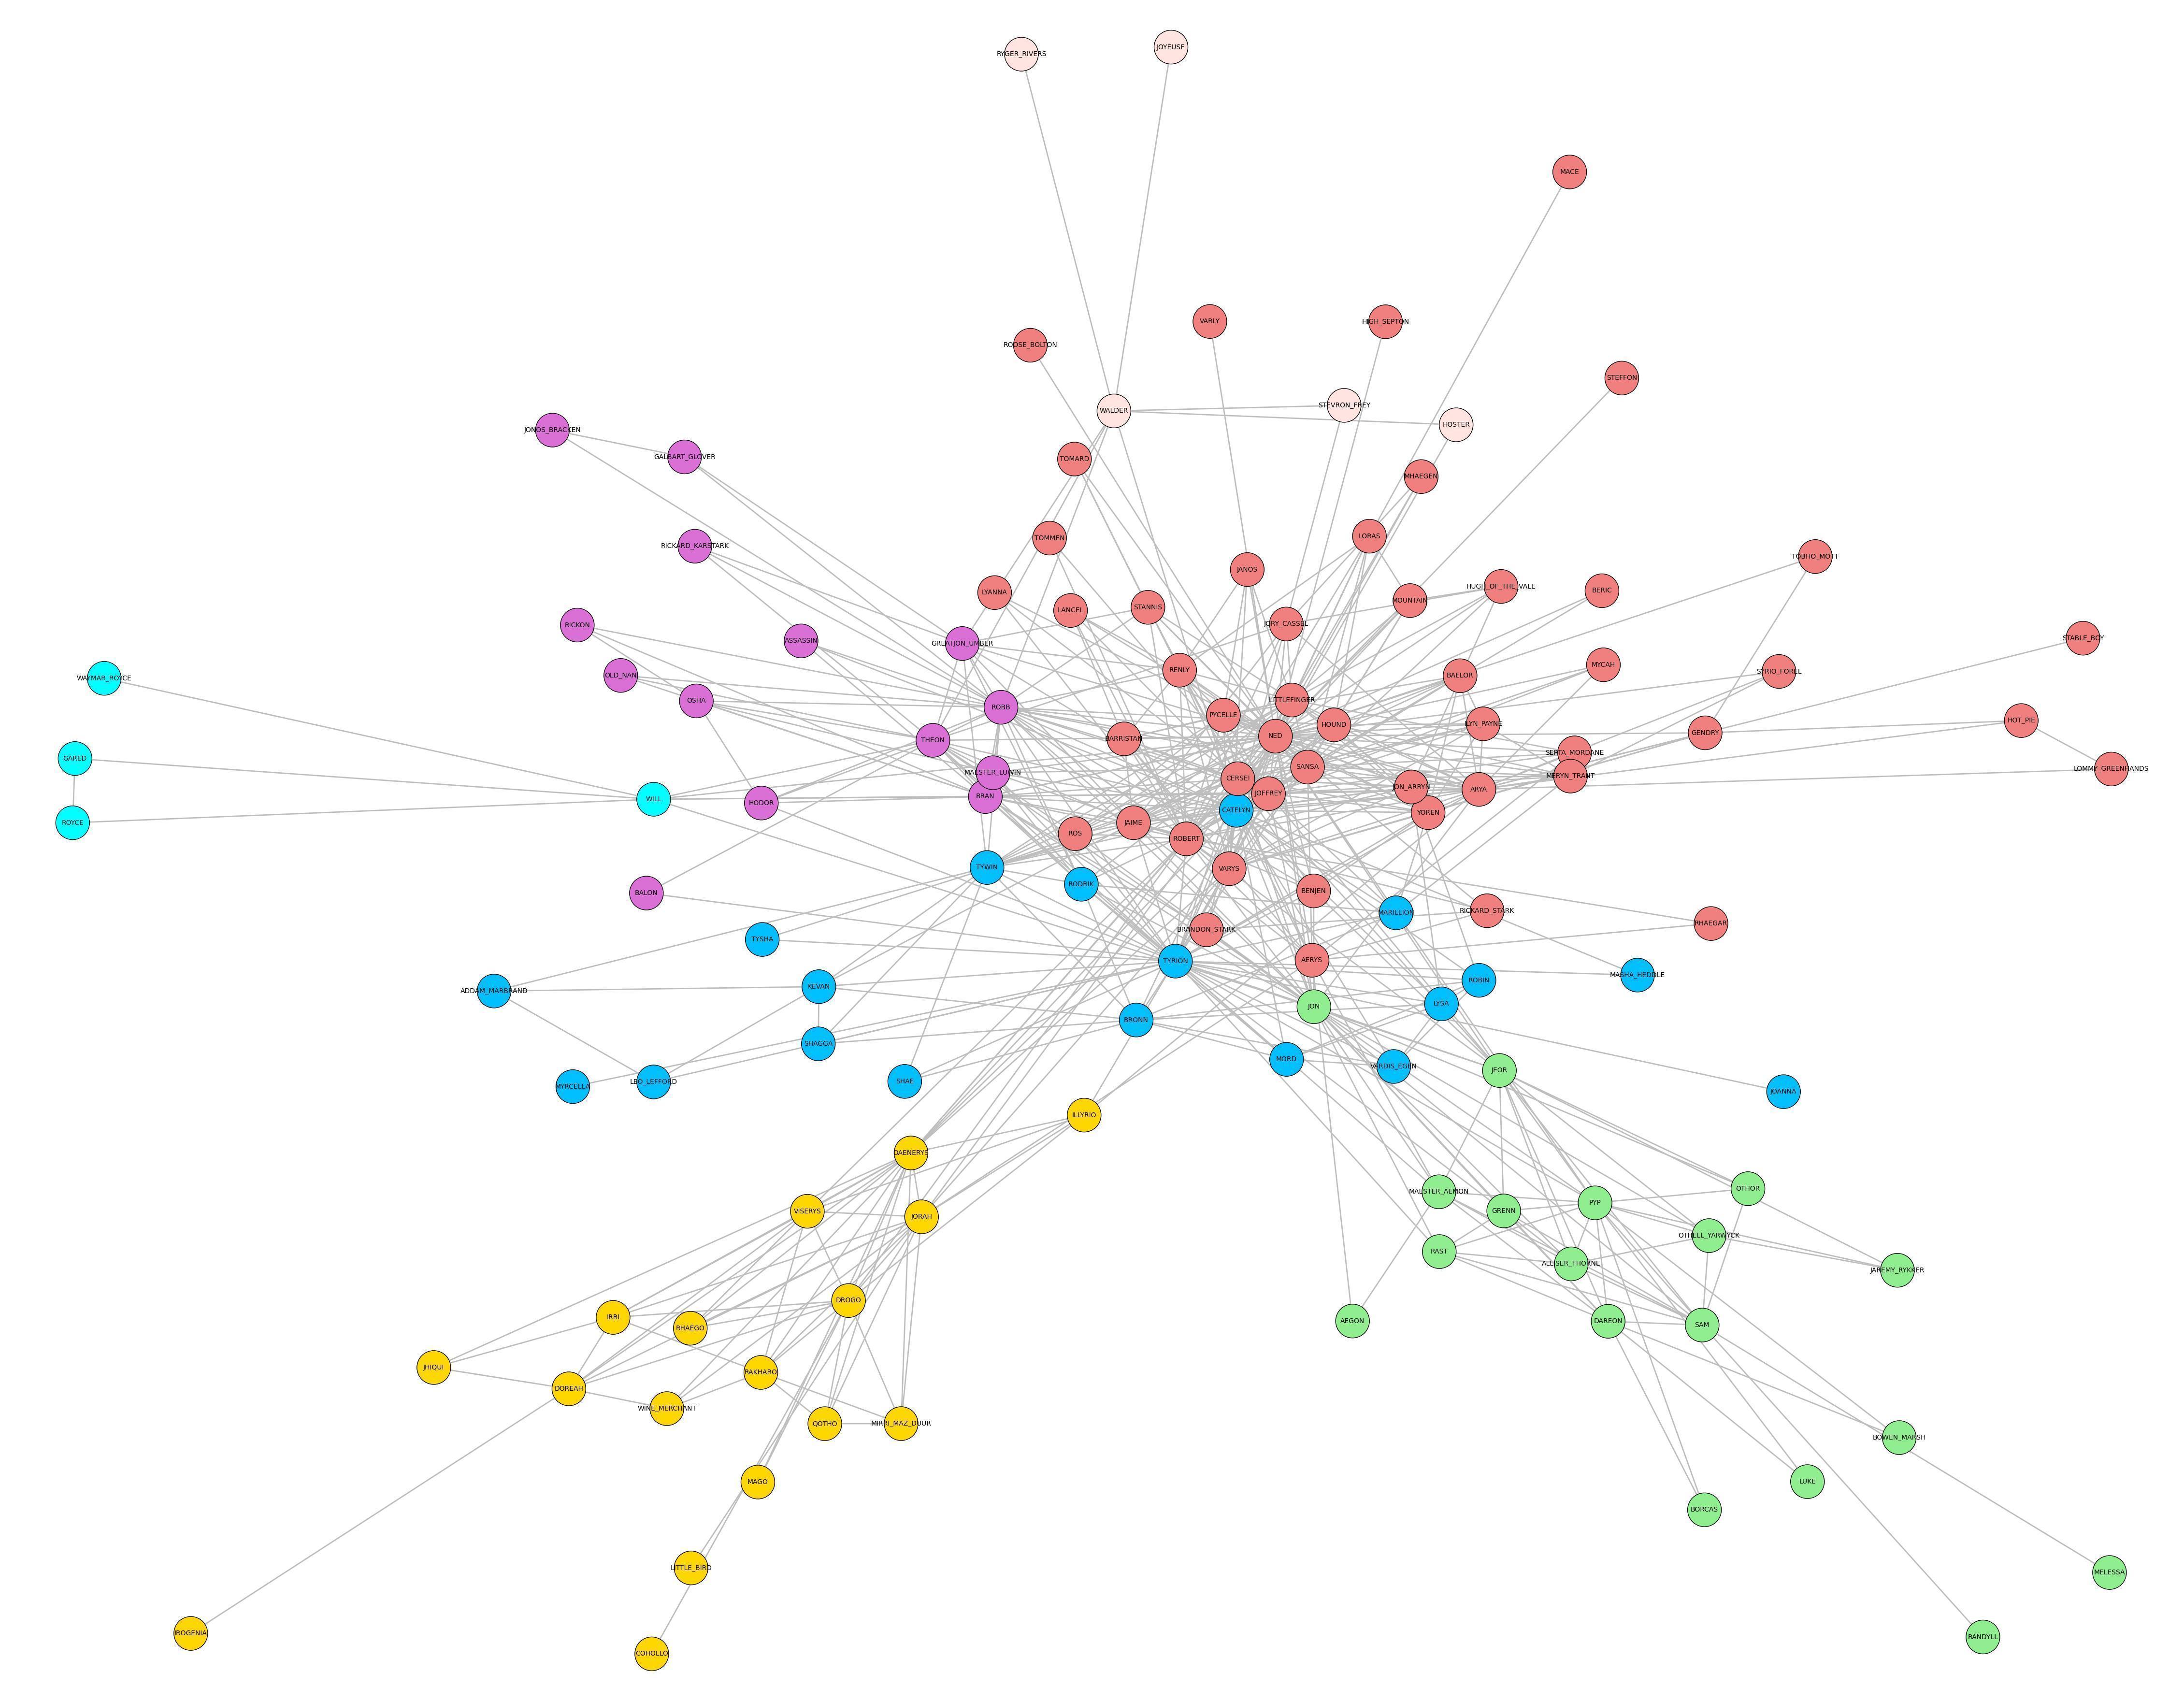 JOYEUSE
RYGER_RIVERS
MACE
VARLY
HIGH_SEPTON
ROOSE_BOLTON
STEFFON
STEVRON_FREY
WALDER
HOSTER
JONOS_BRACKEN
GALBART_GLOVER
TOMARD
MHAEGEN
LORAS
TOMMEN
RICKARD_KARSTARK
TOBHO_MOTT
JANOS
HUGH_OF_THE_VALE
BERIC
LYANNA
MOUNTAIN
STANNIS
LANCEL
JORY_CASSEL
RICKON
STABLE_BOY
ASSASSIN
GREATJON_UMBER
MYCAH
RENLY
SYRIO_FOREL
OLD_NAN
BAELOR
WAYMAR_ROYCE
OSHA
LITTLEFINGER
ROBB
PYCELLE
HOT_PIE
ILYN_PAYNE
HOUND
GENDRY
NED
BARRISTAN
THEON
SEPTA_MORDANE
GARED
SANSA
LOMMY_GREENHANDS
MAESTER_LUWIN
MERYN_TRANT
CERSEI
JON_ARRYN
ARYA
JOFFREY
BRAN
WILL
HODOR
CATELYN
YOREN
ROYCE
JAIME
ROS
ROBERT
TYWIN
VARYS
RODRIK
BENJEN
BALON
RICKARD_STARK
MARILLION
RHAEGAR
BRANDON_STARK
TYSHA
AERYS
TYRION
MASHA_HEDDLE
ROBIN
KEVAN
ADDAM_MARBRAND
LYSA
JON
BRONN
SHAGGA
MORD
VARDIS_EGEN
JEOR
SHAE
LEO_LEFFORD
MYRCELLA
JOANNA
ILLYRIO
DAENERYS
OTHOR
MAESTER_AEMON
PYP
VISERYS
GRENN
JORAH
OTHELL_YARWYCK
RAST
ALLISER_THORNE
JAREMY_RYKKER
DROGO
IRRI
AEGON
DAREON
SAM
RHAEGO
JHIQUI
RAKHARO
DOREAH
WINE_MERCHANT
QOTHO
MIRRI_MAZ_DUUR
BOWEN_MARSH
MAGO
LUKE
BORCAS
LITTLE_BIRD
MELESSA
IROGENIA
RANDYLL
COHOLLO